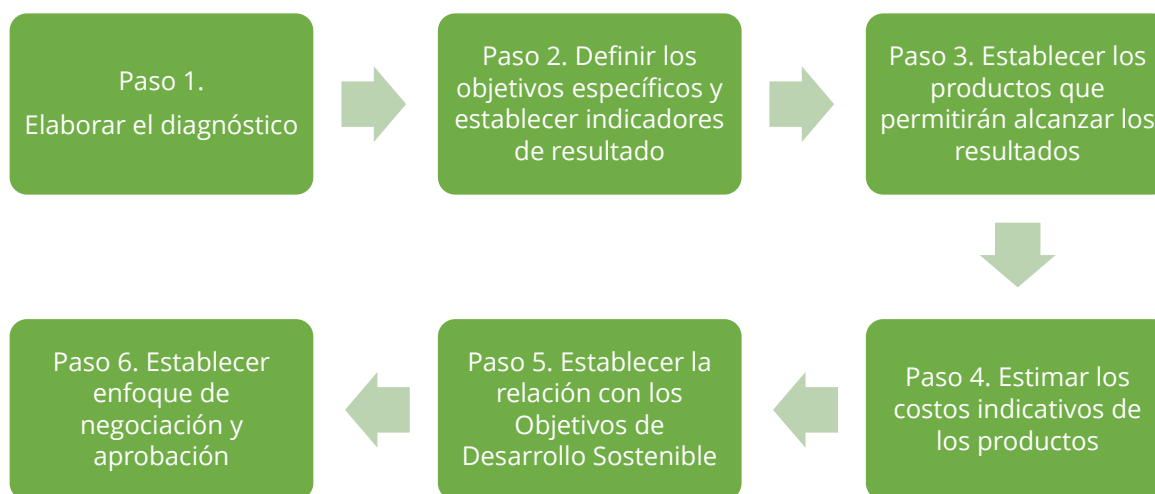 Paso 1.
Elaborar el diagnóstico
Paso 2. Definir los
objetivos específicos y
establecer indicadores
de resultado
Paso 3. Establecer los
productos que
permitirán alcanzar los
resultados
Paso 4. Estimar los
costos indicativos de
los productos
Paso 5. Establecer la
relación con los
Objetivos de
Desarrollo Sostenible
Paso 6. Establecer
enfoque de
negociación y
aprobación